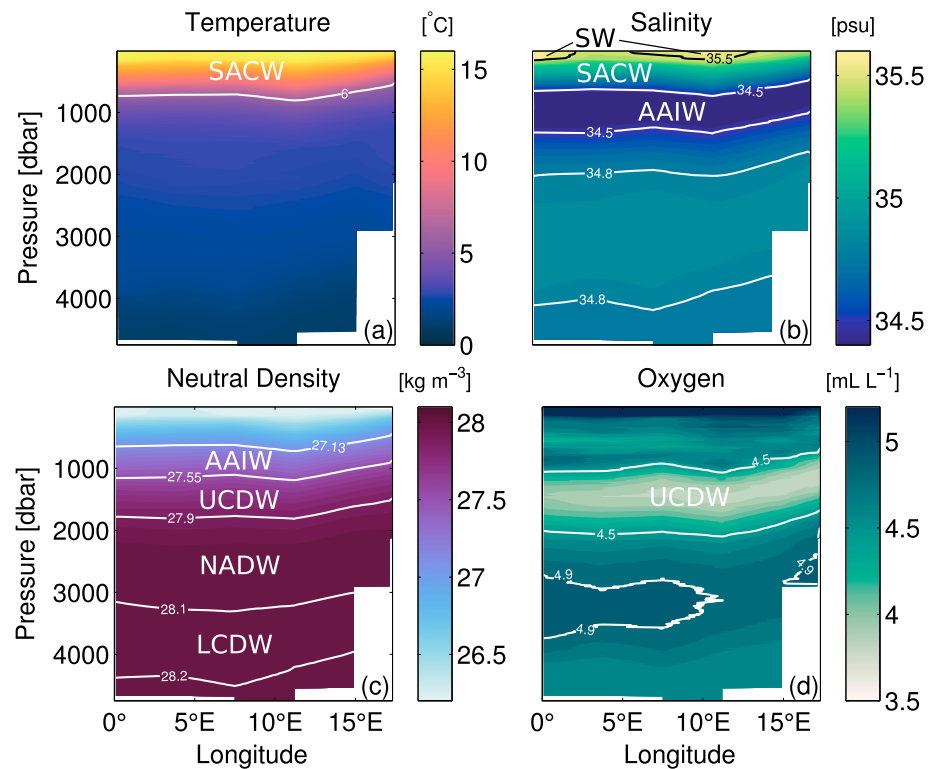 Temperature
[°C]
Salinity
[psu]
SW
35.5
SACW
SACW
15
35.5
6
34.5
1000
AAIW
34.5
10
2000
34.8
35
Presssure [dbar]
3000
5
4000
34.8
34.5
(a)
0
(b)
Neutral Density
[kg m⁻³]
Oxygen
[mL L⁻¹]
28
5
27.13
AAIW
4.5
1000
27.55
27.5
UCDW
UCDW
4.5
27.9
2000
4.5
NADW
27
4.9
4.9
3000
28.1
4
4.9
LCDW
26.5
4000
28.2
(c)
(d)
3.5
Pressure [dbar]
0°
5°E
10°E
15°E
0°
5°E
10°E
15°E
Longitude
Longitude